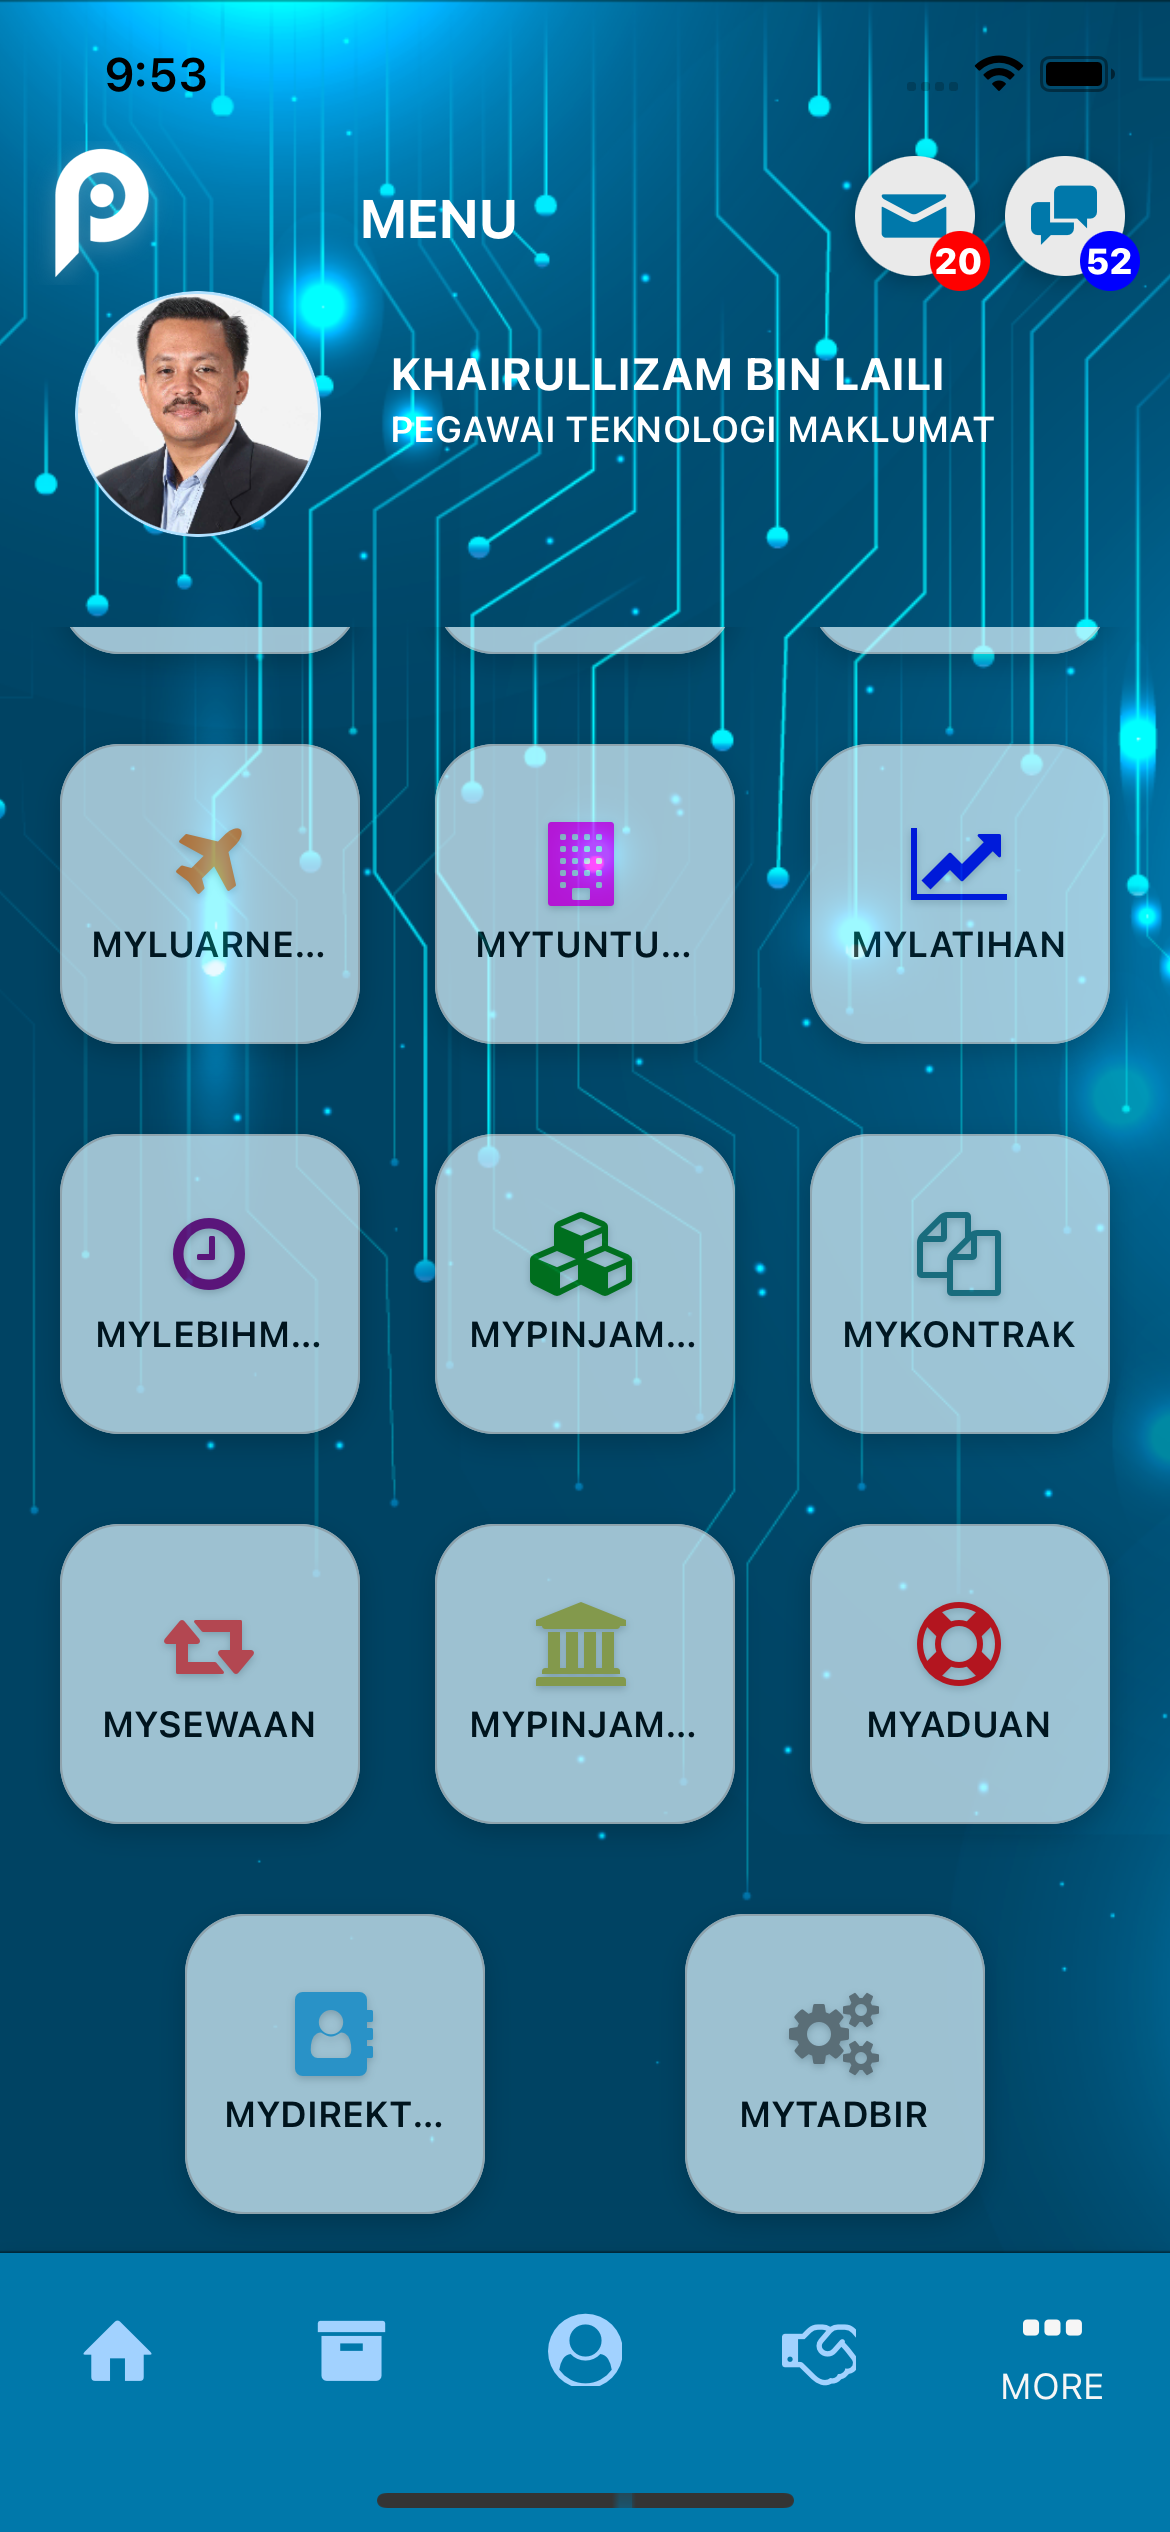 9:53
MENU
20
52
KHAIRULLIZAM BIN LAILI
PEGAWAI TEKNOLOGI MAKLUMAT
MYLUARNE...
MYTUNTU...
MYLATIHAN
MYLEBIHM...
MYPINJAM...
MYKONTRAK
MYSEWAAN
MYPINJAM...
MYADUAN
MYDIREKT...
MYTADBIR
MORE